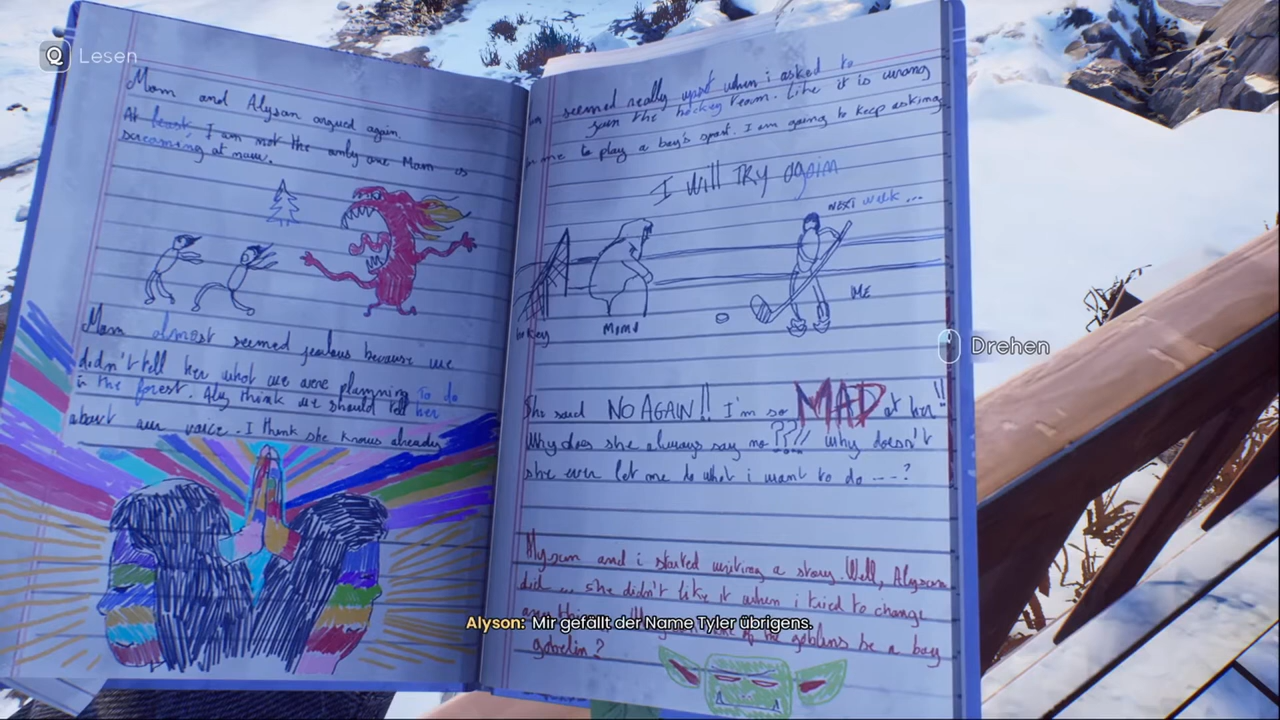 Q Lesen
Mom and Alyson argued again.
At least, I am not the only one Mom is
screaming at now.
Mom almost seemed jealous because we
didn't tell her what we were planning to do
in the forest. Aly think we should tell her
about our voice. I think she knows already
seemed really upset when i asked to
join the hockey team. Like it is wrong
me to play a boy's sport. I am going to keep asking
I will TRY again
NEXT week ...
ME
hockey
MOM
She said NO AGAIN!! I'm so MAD at her!!
Why does she always say no ??!! why doesn't
she ever let me do what i want to do ----?
Drehen
and i started writing a story. Well, Alyson
did... she didn't like it when i tried to change
of the goblins be a boy
gobelin?
Alyson: Mir gefällt der Name Tyler übrigens.